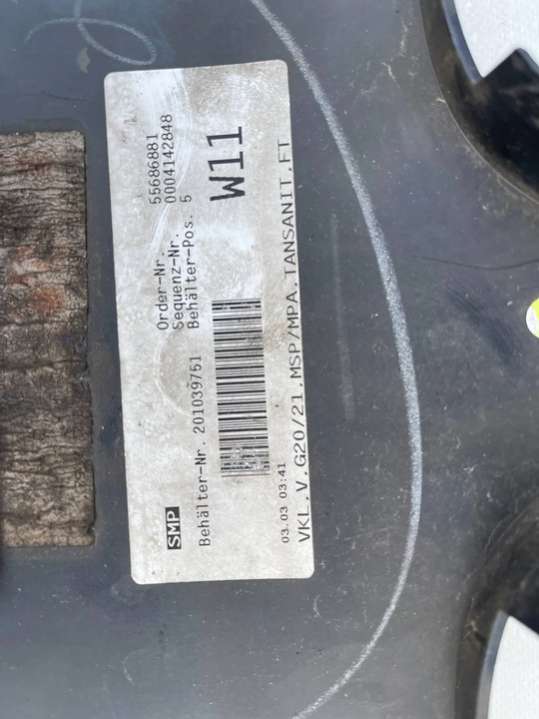 SMP
Order-Nr. 55686881
Sequenz-Nr. 0004142848
Behälter-Nr. 201039751 Behälter-Pos. 5
W11
03.03 03:41
VKL.V.G20/21.MSP/MPA.TANSANIT.FT